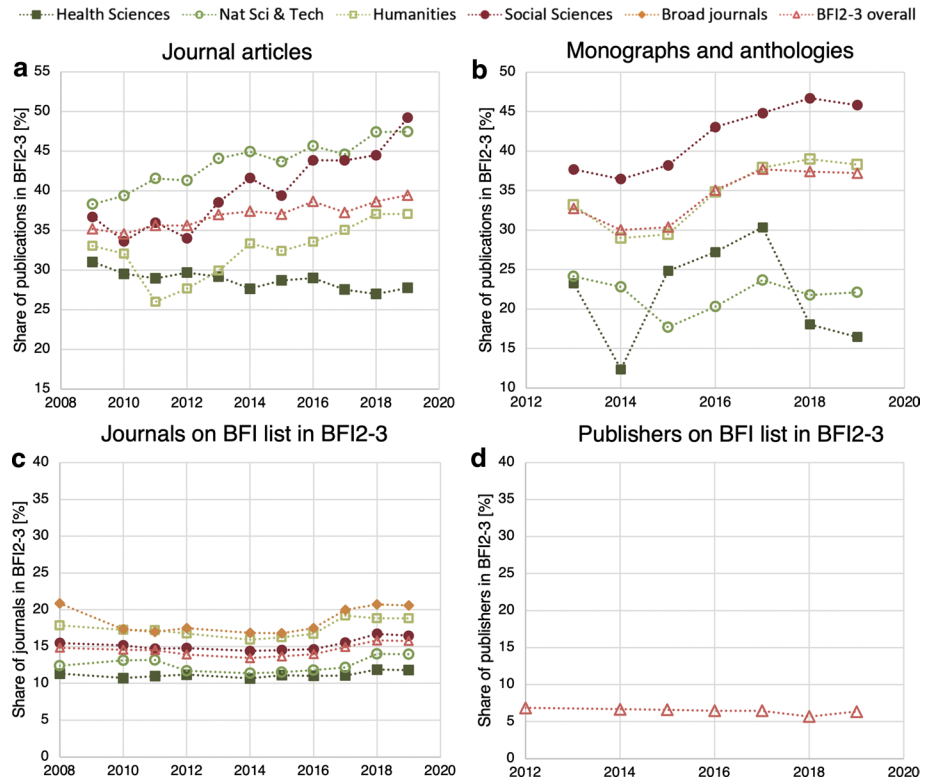 Health Sciences Nat Sci & Tech Humanities Social Sciences Broad journals BFI2-3 overall
a Journal articles
Share of publications in BFI2-3 [%]
55
50
45
40
35
30
25
20
15
2008 2010 2012 2014 2016 2018 2020
b Monographs and anthologies
Share of publications in BFI2-3 [%]
50
45
40
35
30
25
20
15
10
2012 2014 2016 2018 2020
c Journals on BFI list in BFI2-3
Share of journals in BFI2-3 [%]
40
35
30
25
20
15
10
5
0
2008 2010 2012 2014 2016 2018 2020
d Publishers on BFI list in BFI2-3
Share of publishers in BFI2-3 [%]
40
35
30
25
20
15
10
5
0
2012 2014 2016 2018 2020